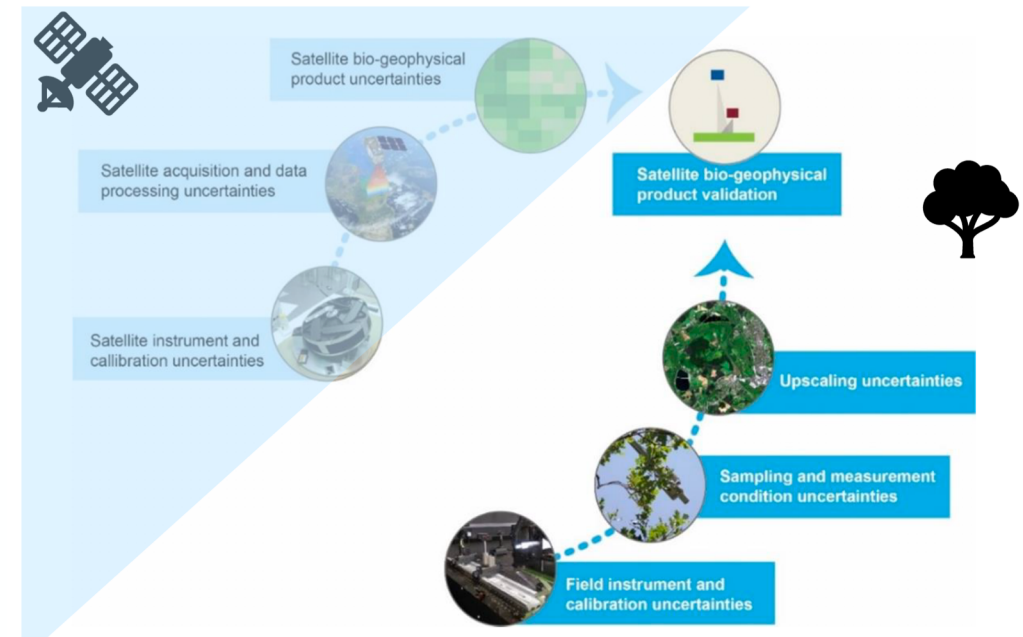 Satellite bio-geophysical
product uncertainties
Satellite acquisition and data
processing uncertainties
Satellite instrument and
callibration uncertainties
Satellite bio-geophysical
product validation
Upscaling uncertainties
Sampling and measurement
condition uncertainties
Field instrument and
calibration uncertainties